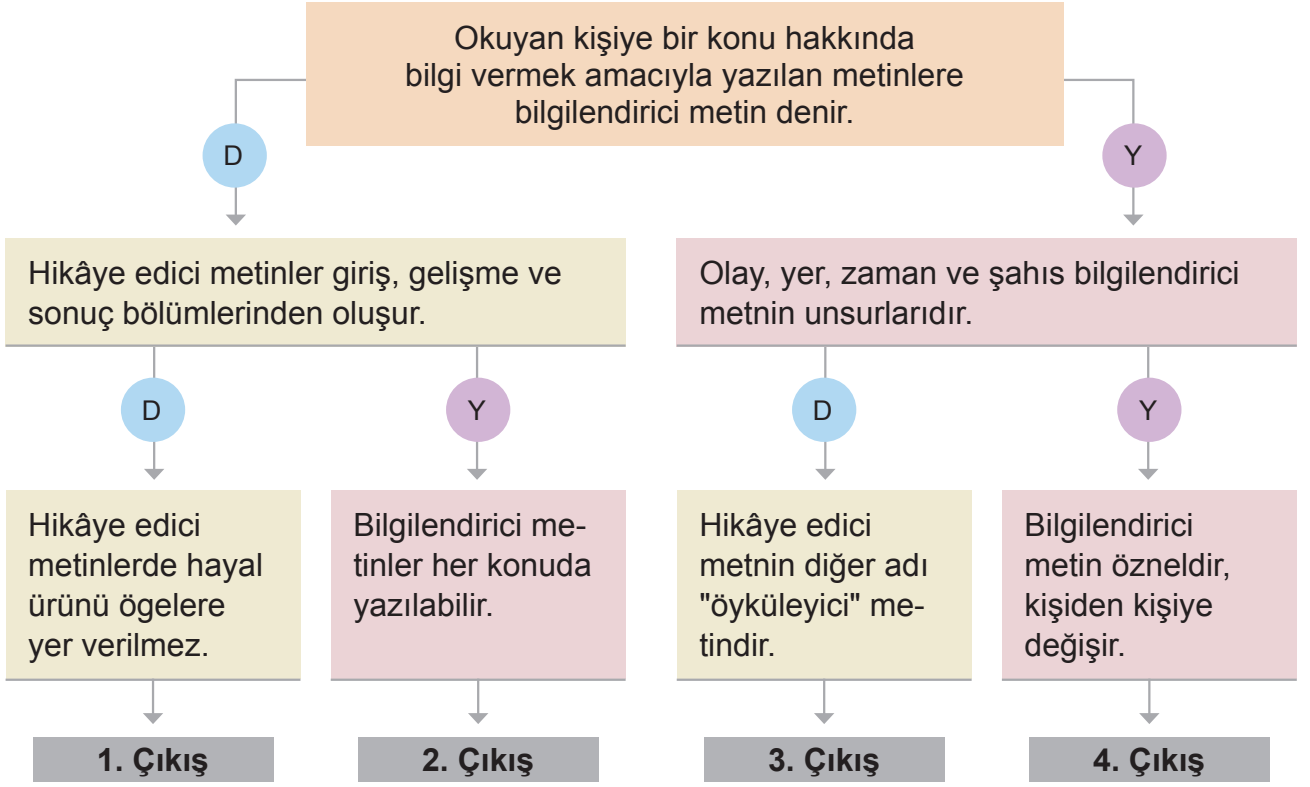 Okuyan kişiye bir konu hakkında
bilgi vermek amacıyla yazılan metinlere
bilgilendirici metin denir.
D
Y
Hikâye edici metinler giriş, gelişme ve
sonuç bölümlerinden oluşur.
Olay, yer, zaman ve şahıs bilgilendirici
metnin unsurlarıdır.
D
Y
D
Y
Hikâye edici
metinlerde hayal
ürünü ögelere
yer verilmez.
Bilgilendirici me-
tinler her konuda
yazılabilir.
Hikâye edici
metnin diğer adı
"öyküleyici" me-
tindir.
Bilgilendirici
metin özneldir,
kişiden kişiye
değişir.
1. Çıkış
2. Çıkış
3. Çıkış
4. Çıkış